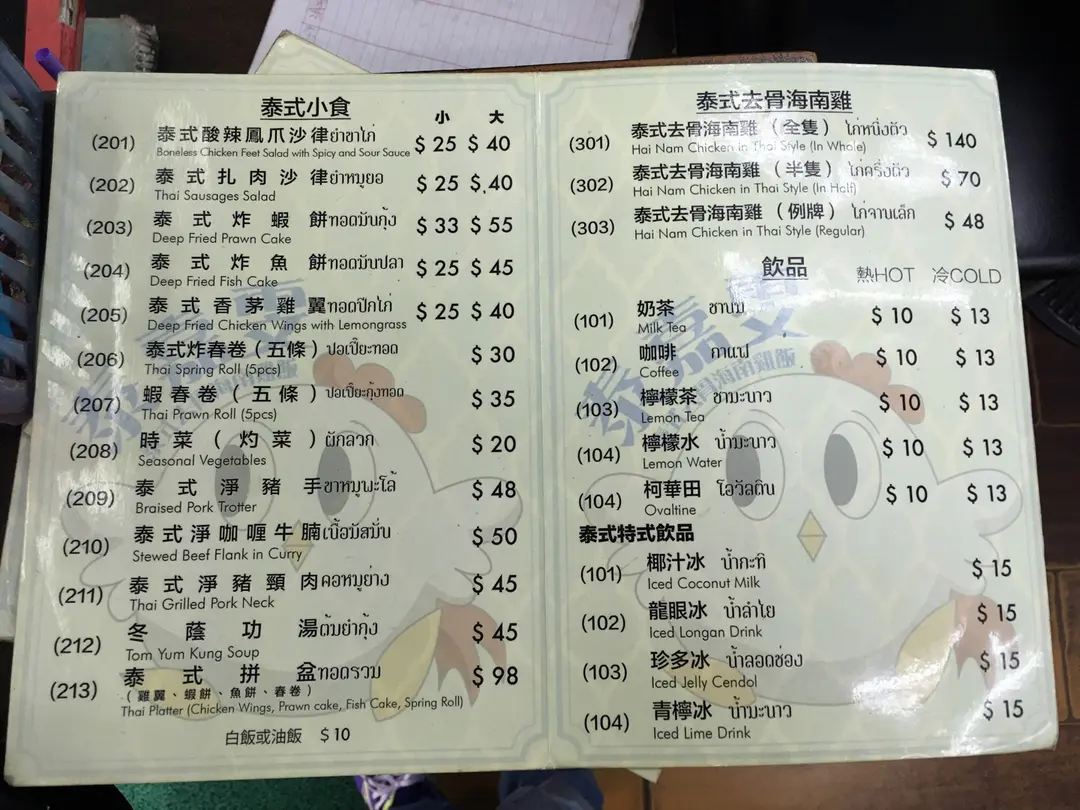 泰式小食 小 大
(201) 泰式酸辣鳳爪沙律ยำขาไก่ $ 25 $ 40
Boneless Chicken Feet Salad with Spicy and Sour Sauce
(202) 泰式扎肉沙律ยำหมูยอ $ 25 $ 40
Thai Sausages Salad
(203) 泰式炸蝦餅ทอดมันกุ้ง $ 33 $ 55
Deep Fried Prawn Cake
(204) 泰式炸魚餅ทอดมันปลา $ 25 $ 45
Deep Fried Fish Cake
(205) 泰式香茅雞翼ทอดปีกไก่ $ 25 $ 40
Deep Fried Chicken Wings with Lemongrass
(206) 泰式炸春卷（五條）ปอเปี๊ยะทอด $ 30
Thai Spring Roll (5pcs)
(207) 蝦春卷（五條）ปอเปี๊ยะกุ้งทอด $ 35
Thai Prawn Roll (5pcs)
(208) 時菜（灼菜）ผักลวก $ 20
Seasonal Vegetables
(209) 泰式淨豬手ขาหมูพะโล้ $ 48
Braised Pork Trotter
(210) 泰式淨咖喱牛腩เนื้อมัสมั่น $ 50
Stewed Beef Flank in Curry
(211) 泰式淨豬頸肉คอหมูย่าง $ 45
Thai Grilled Pork Neck
(212) 冬蔭功湯ต้มยำกุ้ง $ 45
Tom Yum Kung Soup
(213) 泰式拼盆ทอดรวม $ 98
（雞翼、蝦餅、魚餅、春卷）
Thai Platter (Chicken Wings, Prawn cake, Fish Cake, Spring Roll)
白飯或油飯 $ 10
泰式去骨海南雞
(301) 泰式去骨海南雞（全隻）ไก่หนึ่งตัว $ 140
Hai Nam Chicken in Thai Style (In Whole)
(302) 泰式去骨海南雞（半隻）ไก่ครึ่งตัว $ 70
Hai Nam Chicken in Thai Style (In Half)
(303) 泰式去骨海南雞（例牌）ไก่จานเล็ก $ 48
Hai Nam Chicken in Thai Style (Regular)
飲品 熱HOT 冷COLD
(101) 奶茶 ชานม $ 10 $ 13
Milk Tea
(102) 咖啡 กาแฟ $ 10 $ 13
Coffee
(103) 檸檬茶 ชามะนาว $ 10 $ 13
Lemon Tea
(104) 檸檬水 น้ำมะนาว $ 10 $ 13
Lemon Water
(104) 柯華田 โอวัลติน $ 10 $ 13
Ovaltine
泰式特式飲品
(101) 椰汁冰 น้ำกะทิ $ 15
Iced Coconut Milk
(102) 龍眼冰 น้ำลำไย $ 15
Iced Longan Drink
(103) 珍多冰 น้ำลอดช่อง $ 15
Iced Jelly Cendol
(104) 青檸冰 น้ำมะนาว $ 15
Iced Lime Drink